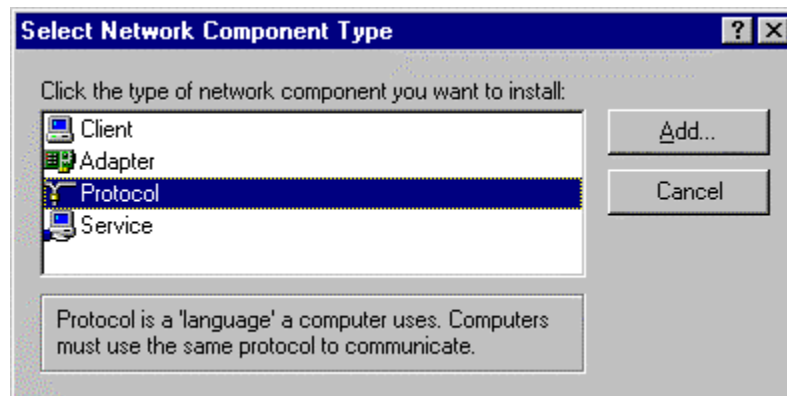 Select Network Component Type
Click the type of network component you want to install:
Client
Adapter
Protocol
Service
Add...
Cancel
Protocol is a 'language' a computer uses. Computers
must use the same protocol to communicate.